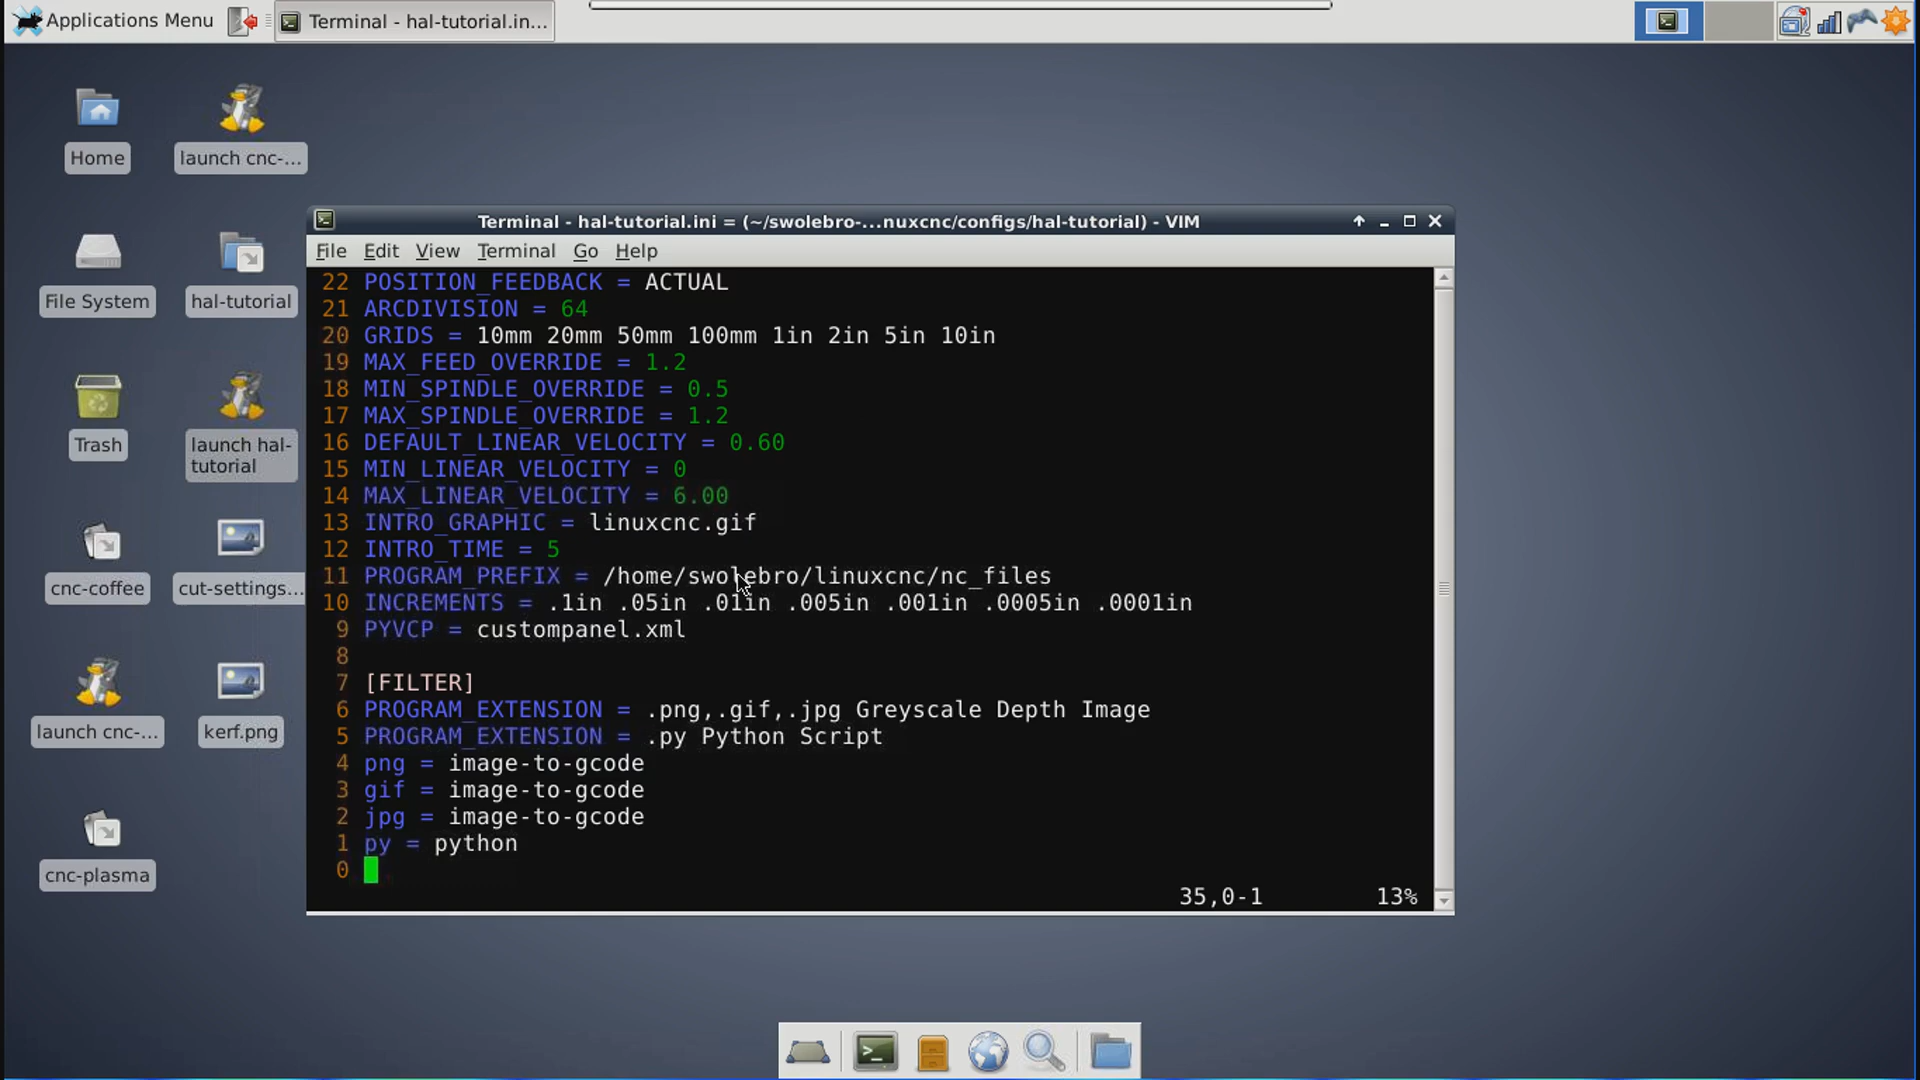 Applications Menu
Terminal - hal-tutorial.in...
Home
launch cnc-...
File System
hal-tutorial
Trash
launch hal-
tutorial
cnc-coffee
cut-settings...
launch cnc-...
kerf.png
cnc-plasma
Terminal - hal-tutorial.ini = (~/swolebro-...nuxcnc/configs/hal-tutorial) - VIM
File Edit View Terminal Go Help
22 POSITION_FEEDBACK = ACTUAL
21 ARCDIVISION = 64
20 GRIDS = 10mm 20mm 50mm 100mm 1in 2in 5in 10in
19 MAX_FEED_OVERRIDE = 1.2
18 MIN_SPINDLE_OVERRIDE = 0.5
17 MAX_SPINDLE_OVERRIDE = 1.2
16 DEFAULT_LINEAR_VELOCITY = 0.60
15 MIN_LINEAR_VELOCITY = 0
14 MAX_LINEAR_VELOCITY = 6.00
13 INTRO_GRAPHIC = linuxcnc.gif
12 INTRO_TIME = 5
11 PROGRAM_PREFIX = /home/swolebro/linuxcnc/nc_files
10 INCREMENTS = .1in .05in .01in .005in .001in .0005in .0001in
9 PYVCP = custompanel.xml
8
7 [FILTER]
6 PROGRAM_EXTENSION = .png,.gif,.jpg Greyscale Depth Image
5 PROGRAM_EXTENSION = .py Python Script
4 png = image-to-gcode
3 gif = image-to-gcode
2 jpg = image-to-gcode
1 py = python
0
35,0-1 13%